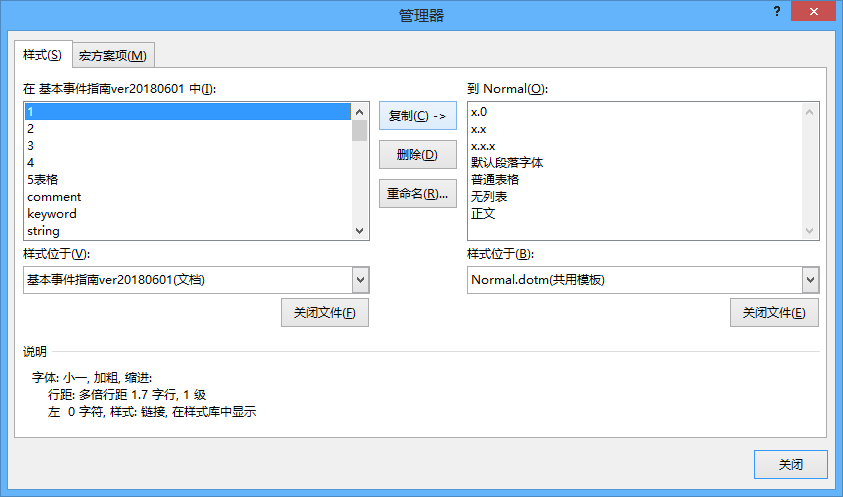 管理器
?
样式(S)
宏方案项(M)
在 基本事件指南ver20180601 中(I):
1
2
3
4
5表格
comment
keyword
string
复制(C) ->
删除(D)
重命名(R)...
到 Normal(O):
x.0
x.x
x.x.x
默认段落字体
普通表格
无列表
正文
样式位于(V):
基本事件指南ver20180601(文档)
关闭文件(F)
样式位于(B):
Normal.dotm(共用模板)
关闭文件(E)
说明
字体: 小一, 加粗, 缩进:
行距: 多倍行距 1.7 字行, 1 级
左 0 字符, 样式: 链接, 在样式库中显示
关闭